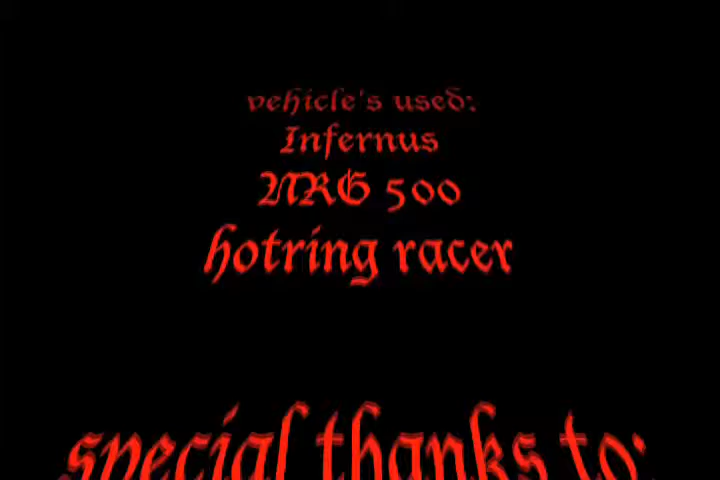 vehicle's used:
Infernus
NRG 500
hotring racer
special thanks to: